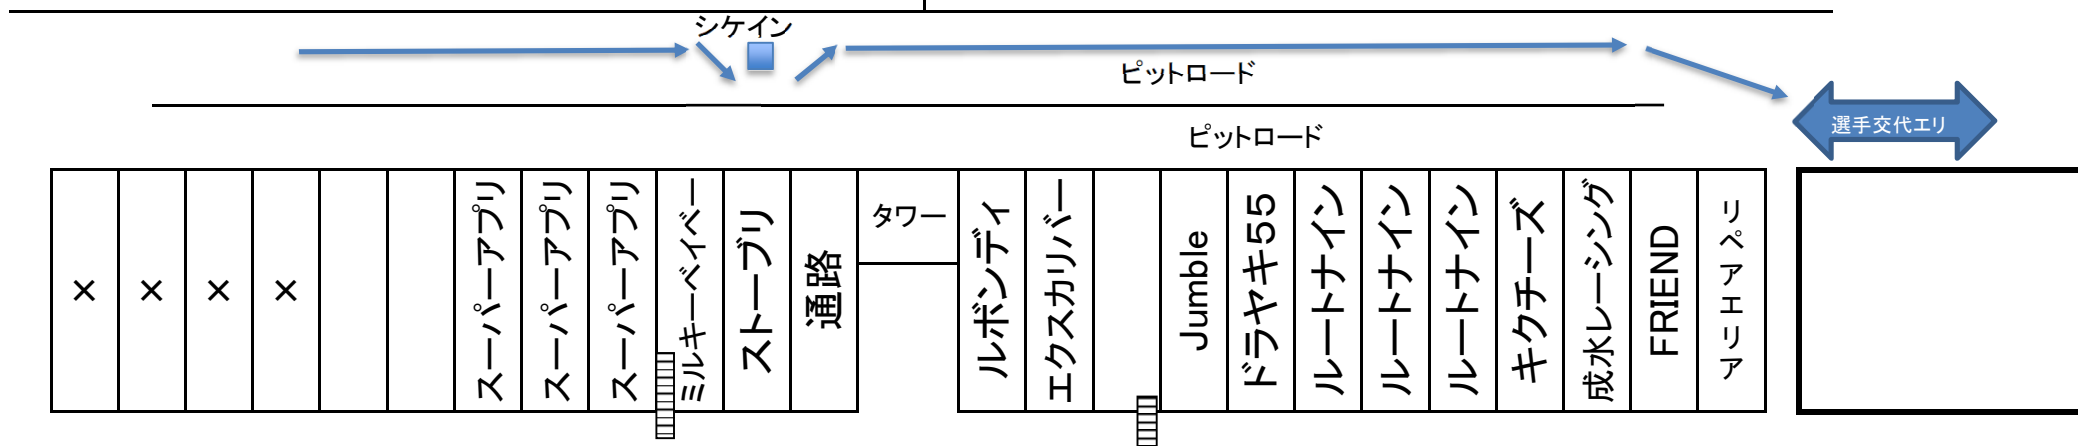 シケイン
ピットロード
ピットロード
選手交代エリ
×
×
×
×
スーパーアプリ
スーパーアプリ
スーパーアプリ
ミルキーベイベー
ストーブリ
通路
タワー
ルボンディ
エクスカリバー
Jumble
ドラヤキ55
ルートナイン
ルートナイン
ルートナイン
キクチーズ
成水レーシング
FRIEND
リペアエリア